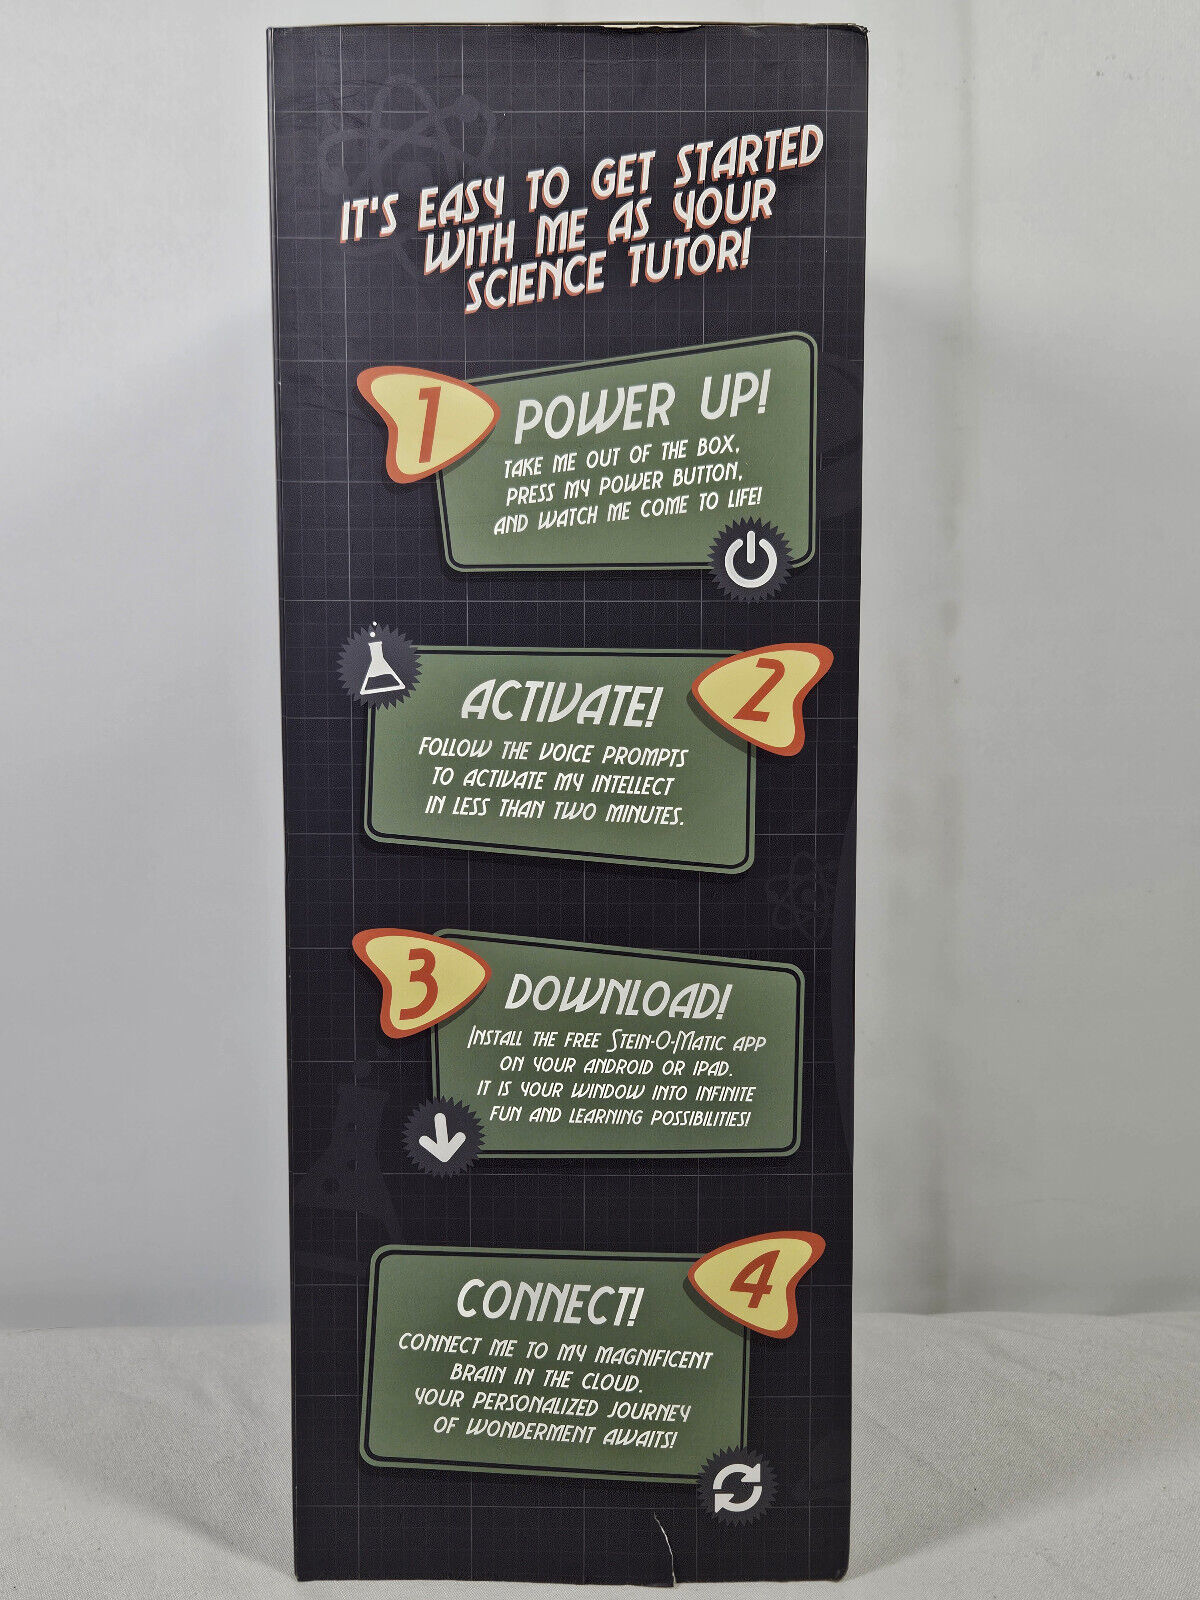 IT'S EASY TO GET STARTED
WITH ME AS YOUR
SCIENCE TUTOR!
1
POWER UP!
TAKE ME OUT OF THE BOX,
PRESS MY POWER BUTTON,
AND WATCH ME COME TO LIFE!
2
ACTIVATE!
FOLLOW THE VOICE PROMPTS
TO ACTIVATE MY INTELLECT
IN LESS THAN TWO MINUTES.
3
DOWNLOAD!
INSTALL THE FREE STEIN-O-MATIC APP
ON YOUR ANDROID OR IPAD.
IT IS YOUR WINDOW INTO INFINITE
FUN AND LEARNING POSSIBILITIES!
4
CONNECT!
CONNECT ME TO MY MAGNIFICENT
BRAIN IN THE CLOUD.
YOUR PERSONALIZED JOURNEY
OF WONDERMENT AWAITS!